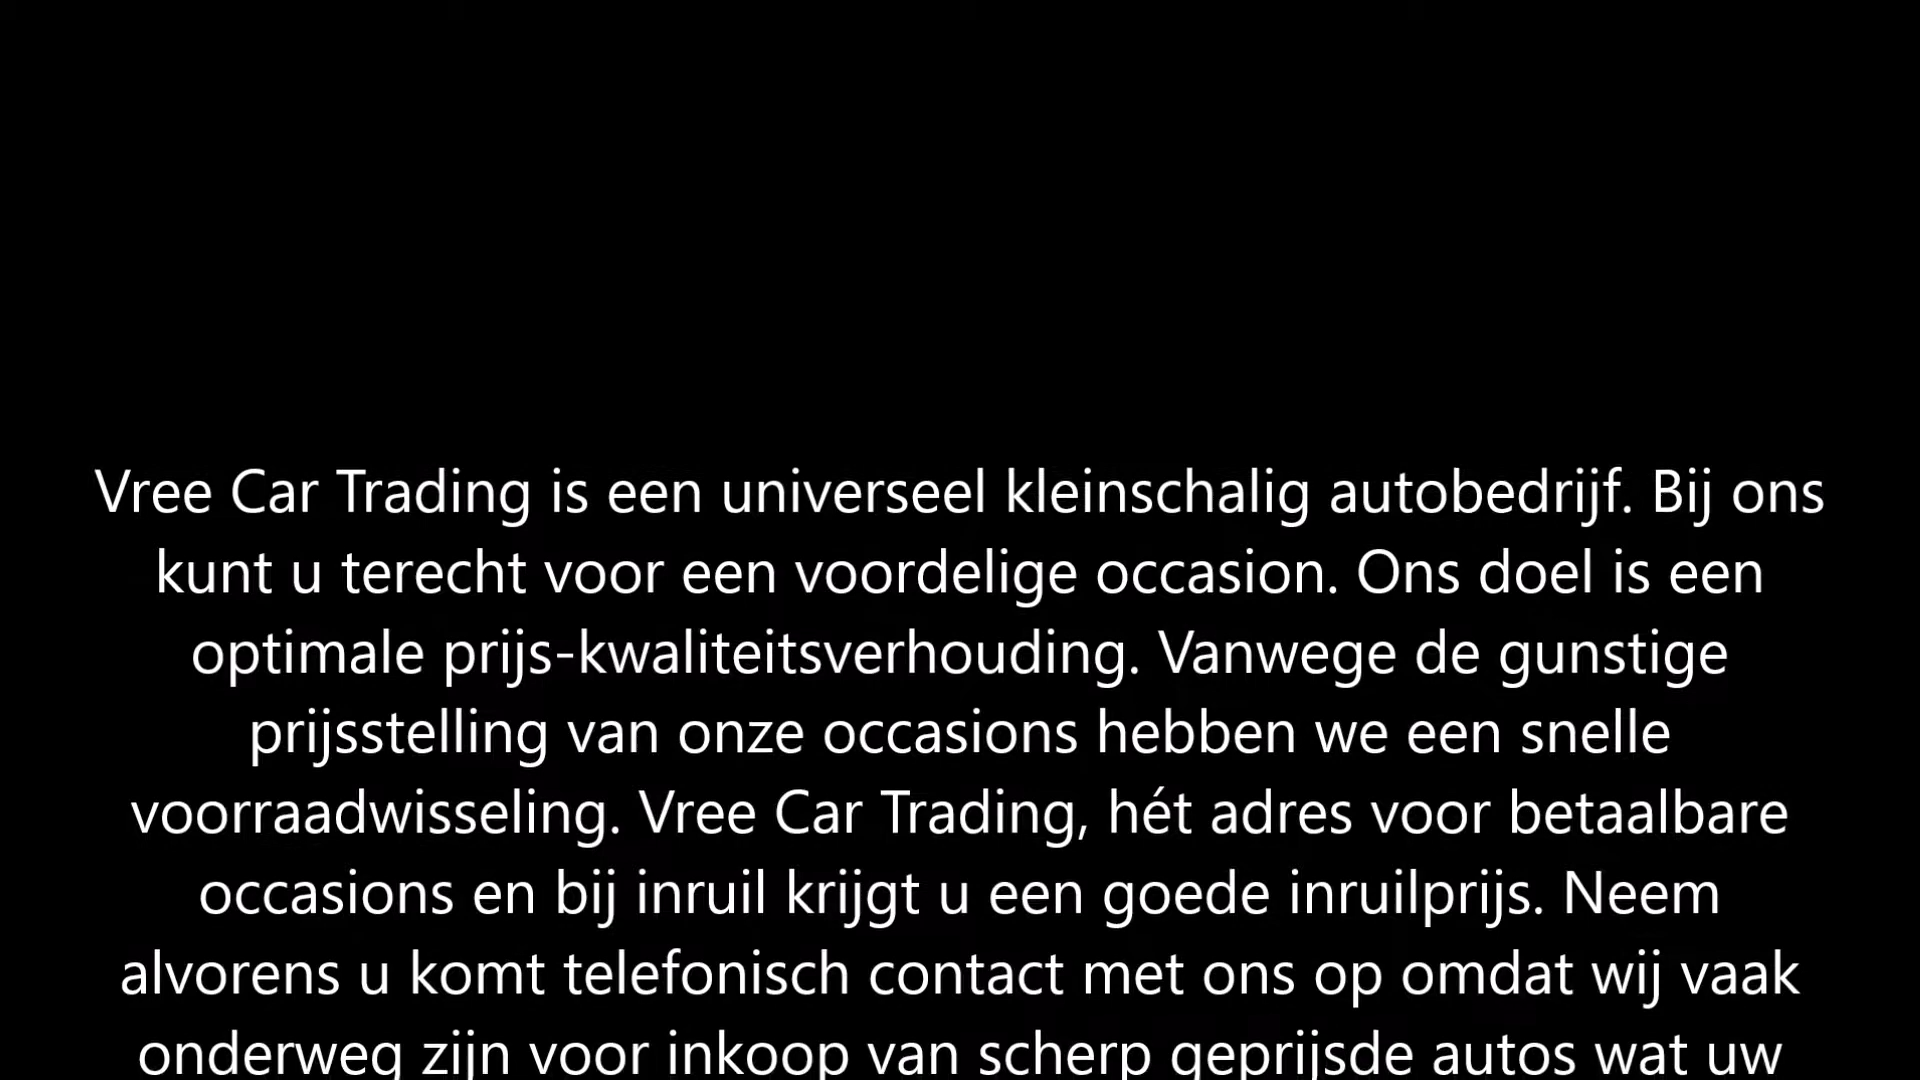 Vree Car Trading is een universeel kleinschalig autobedrijf. Bij ons
kunt u terecht voor een voordelige occasion. Ons doel is een
optimale prijs-kwaliteitsverhouding. Vanwege de gunstige
prijsstelling van onze occasions hebben we een snelle
voorraadwisseling. Vree Car Trading, hét adres voor betaalbare
occasions en bij inruil krijgt u een goede inruilprijs. Neem
alvorens u komt telefonisch contact met ons op omdat wij vaak
onderweg zijn voor inkoop van scherp geprijsde autos wat uw